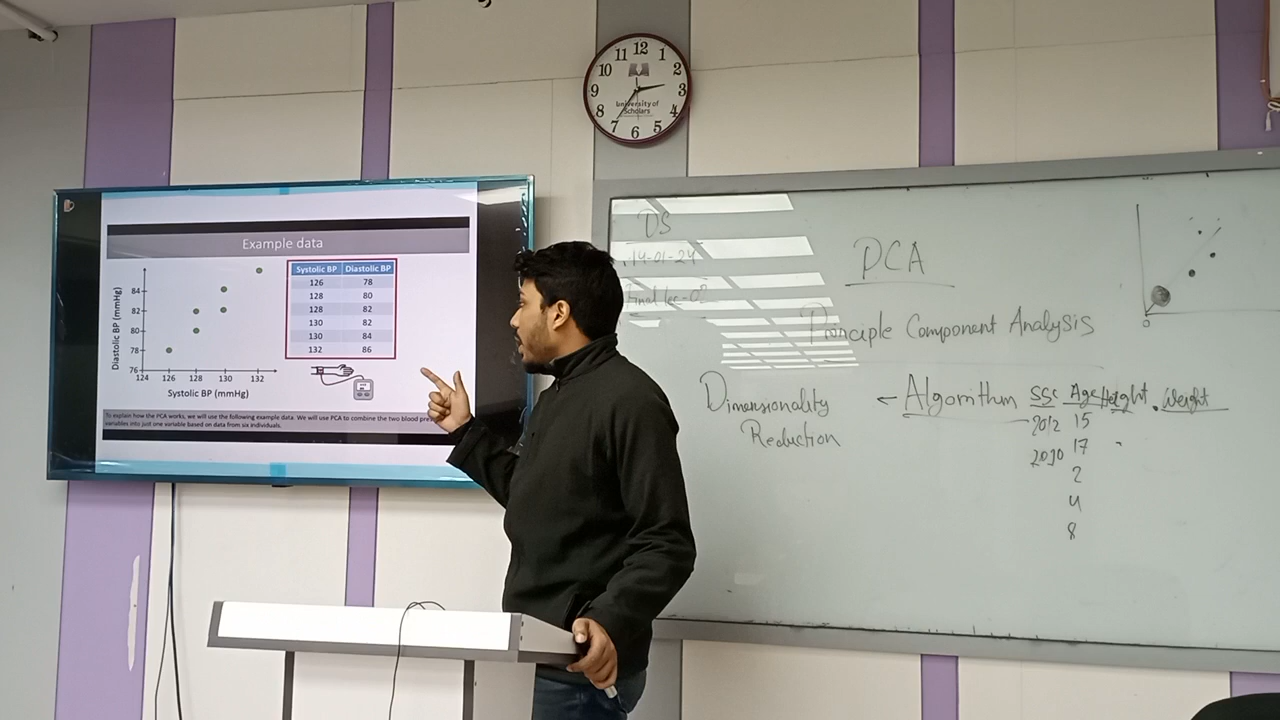 11 12 1
10 2
9 3
8 4
7 6 5
University of
Scholars
Example data
Diastolic BP (mmHg)
84
82
80
78
76
124 126 128 130 132
Systolic BP (mmHg)
Systolic BP Diastolic BP
126 78
128 80
128 82
130 82
130 84
132 86
To explain how the PCA works, we will use the following example data. We will use PCA to combine the two blood
variables into just one variable based on data from six individuals.
DS
14-01-24
PCA
Principle Component Analysis
Dimensionality
Reduction
← Algorithm
SSC Age Height Weight
2012 15
2010 17
2
4
8
0